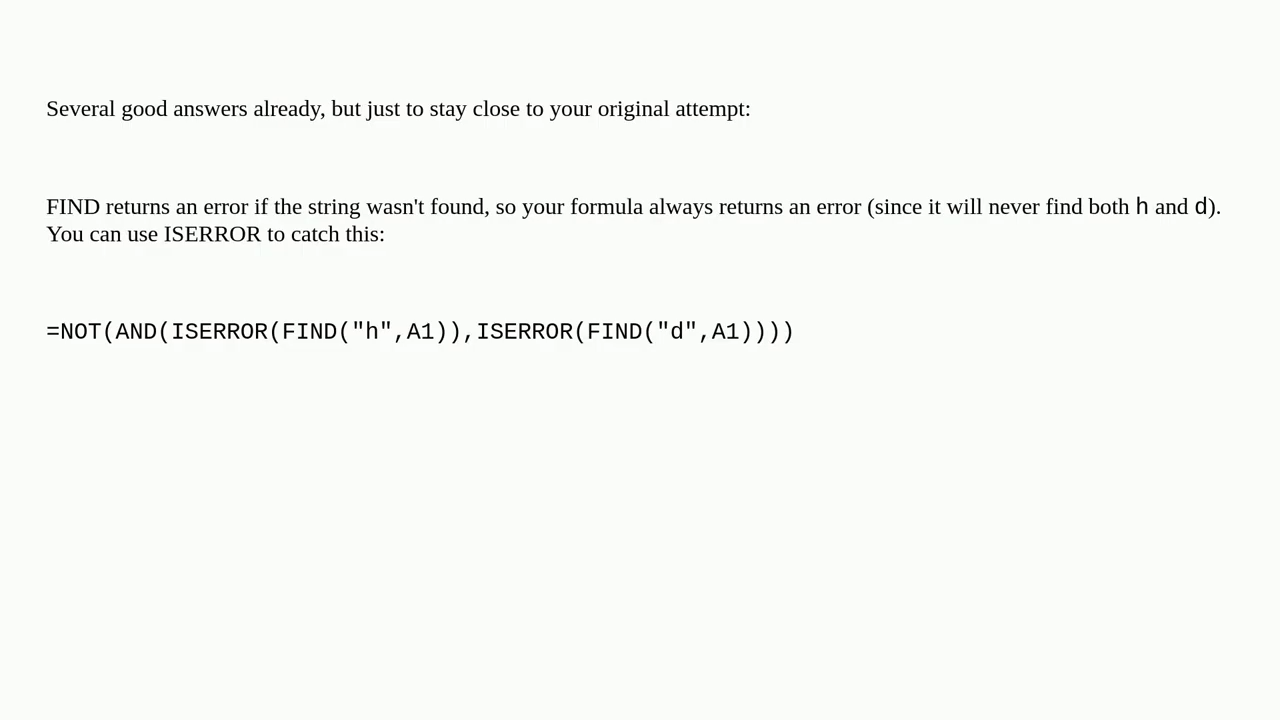 Several good answers already, but just to stay close to your original attempt:
FIND returns an error if the string wasn't found, so your formula always returns an error (since it will never find both h and d).
You can use ISERROR to catch this:
=NOT(AND(ISERROR(FIND("h",A1)),ISERROR(FIND("d",A1))))